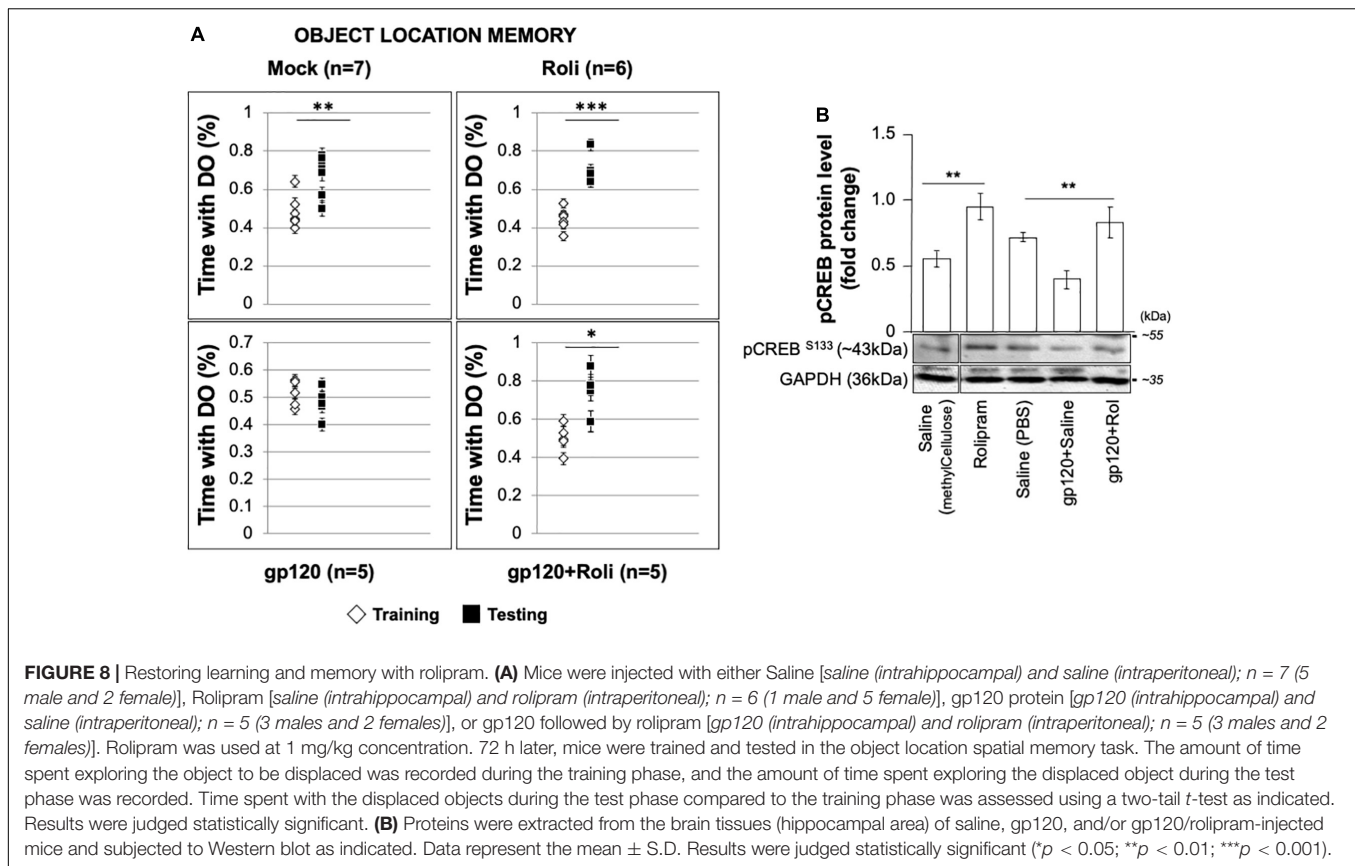 A
OBJECT LOCATION MEMORY
Mock (n=7)
Roli (n=6)
Time with DO (%)
1
0.8
0.6
0.4
0.2
0
**
Time with DO (%)
1
0.8
0.6
0.4
0.2
0
***
Time with DO (%)
0.7
0.6
0.5
0.4
0.3
0.2
0.1
0
Time with DO (%)
1
0.8
0.6
0.4
0.2
0
*
gp120 (n=5)
gp120+Roli (n=5)
◇ Training ■ Testing
B
pCREB protein level
(fold change)
1.5
1.0
0.5
0
**
**
(kDa)
~55
pCREB S133 (~43kDa)
GAPDH (36kDa)
~35
Saline
(methylCellulose)
Rolipram
Saline (PBS)
gp120+Saline
gp120+Rol
FIGURE 8 | Restoring learning and memory with rolipram. (A) Mice were injected with either Saline [saline (intrahippocampal) and saline (intraperitoneal); n = 7 (5
male and 2 female)], Rolipram [saline (intrahippocampal) and rolipram (intraperitoneal); n = 6 (1 male and 5 female)], gp120 protein [gp120 (intrahippocampal) and
saline (intraperitoneal); n = 5 (3 males and 2 females)], or gp120 followed by rolipram [gp120 (intrahippocampal) and rolipram (intraperitoneal); n = 5 (3 males and 2
females)]. Rolipram was used at 1 mg/kg concentration. 72 h later, mice were trained and tested in the object location spatial memory task. The amount of time
spent exploring the object to be displaced was recorded during the training phase, and the amount of time spent exploring the displaced object during the test
phase was recorded. Time spent with the displaced objects during the test phase compared to the training phase was assessed using a two-tail t-test as indicated.
Results were judged statistically significant. (B) Proteins were extracted from the brain tissues (hippocampal area) of saline, gp120, and/or gp120/rolipram-injected
mice and subjected to Western blot as indicated. Data represent the mean ± S.D. Results were judged statistically significant (*p < 0.05; **p < 0.01; ***p < 0.001).